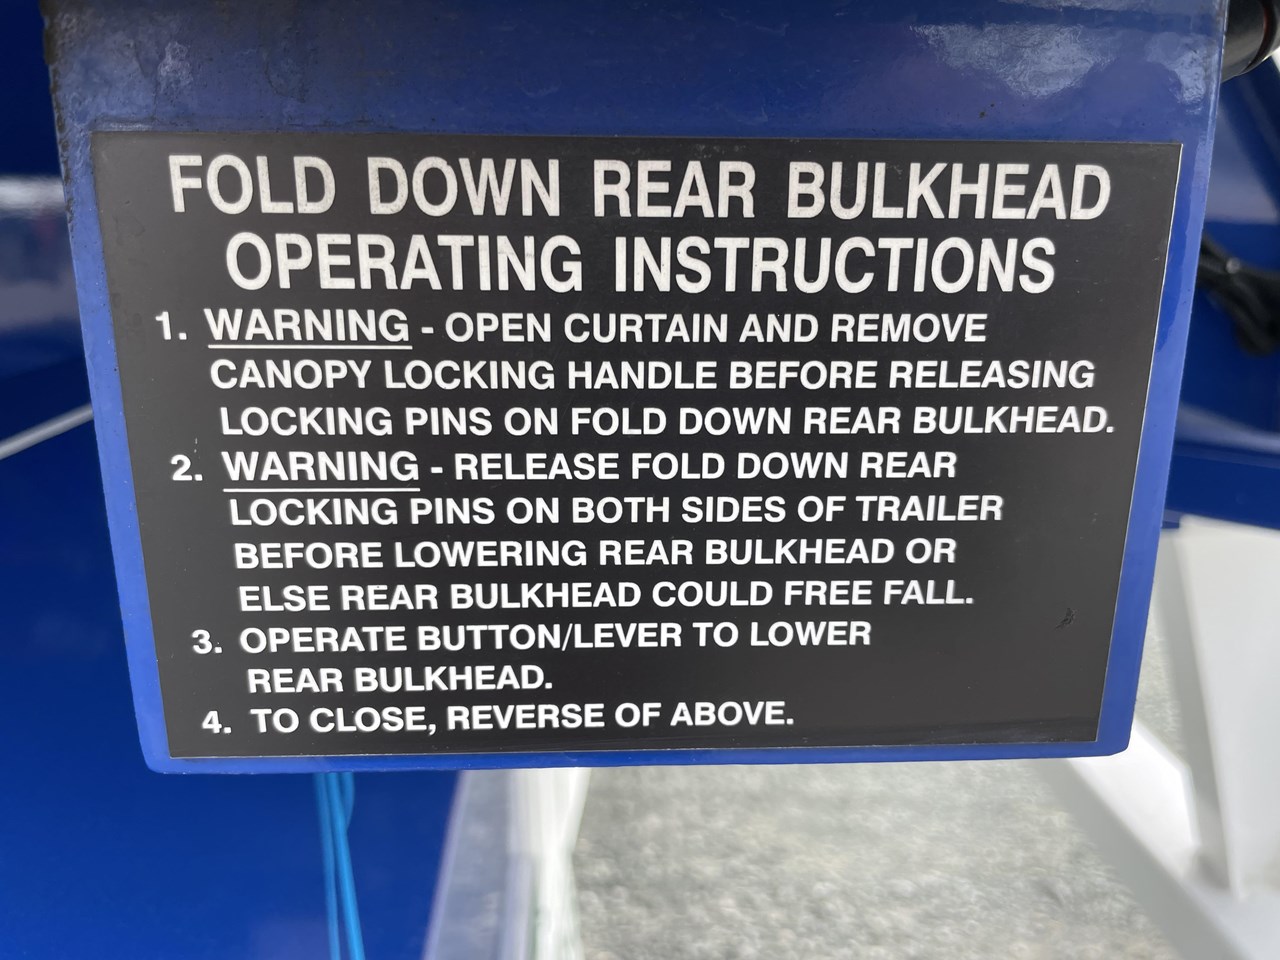 FOLD DOWN REAR BULKHEAD
OPERATING INSTRUCTIONS
1. WARNING - OPEN CURTAIN AND REMOVE
CANOPY LOCKING HANDLE BEFORE RELEASING
LOCKING PINS ON FOLD DOWN REAR BULKHEAD.
2. WARNING - RELEASE FOLD DOWN REAR
LOCKING PINS ON BOTH SIDES OF TRAILER
BEFORE LOWERING REAR BULKHEAD OR
ELSE REAR BULKHEAD COULD FREE FALL.
3. OPERATE BUTTON/LEVER TO LOWER
REAR BULKHEAD.
4. TO CLOSE, REVERSE OF ABOVE.